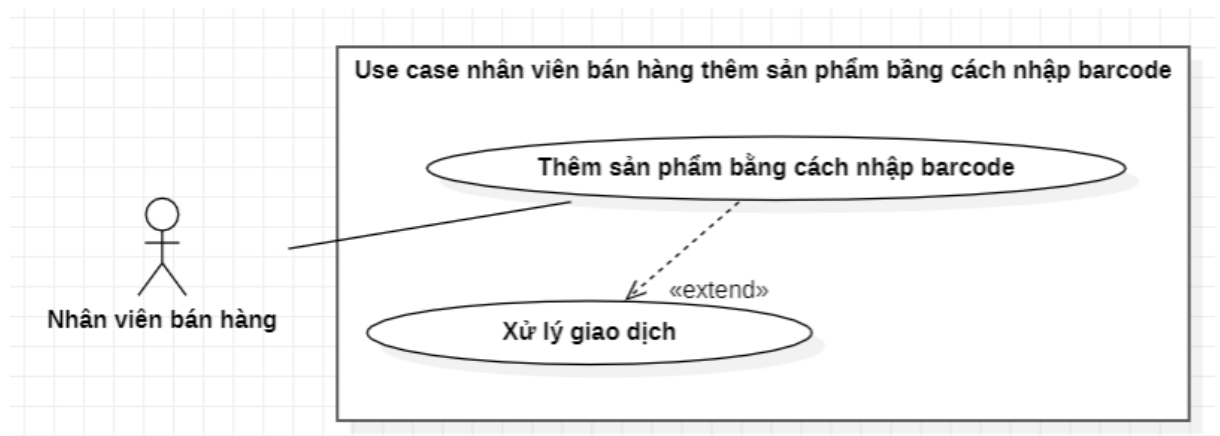 Use case nhân viên bán hàng thêm sản phẩm bằng cách nhập barcode
Thêm sản phẩm bằng cách nhập barcode
«extend»
Nhân viên bán hàng
Xử lý giao dịch